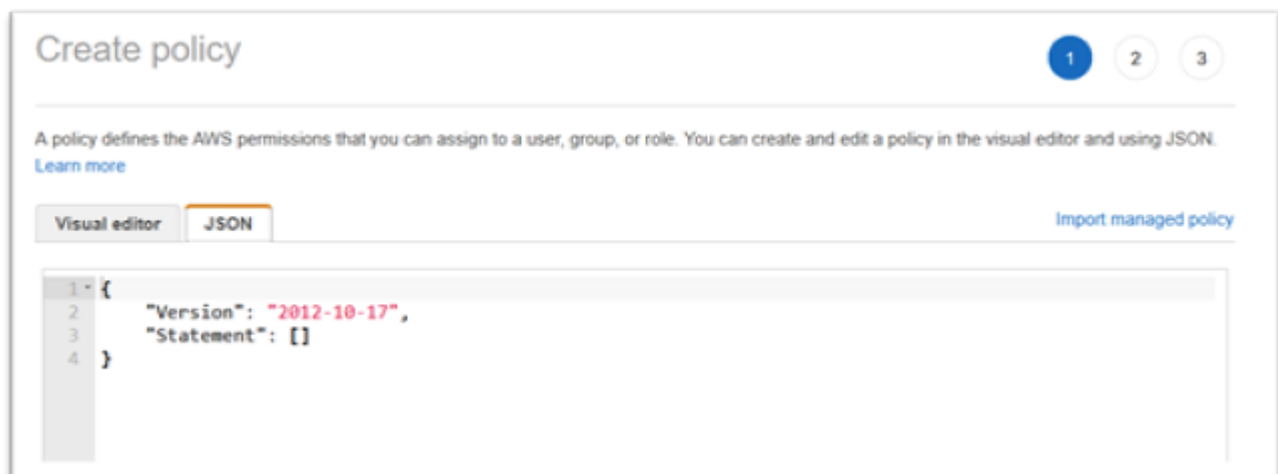 Create policy
1 2 3
A policy defines the AWS permissions that you can assign to a user, group, or role. You can create and edit a policy in the visual editor and using JSON.
Learn more
Visual editor JSON Import managed policy
1 {
2 "Version": "2012-10-17",
3 "Statement": []
4 }